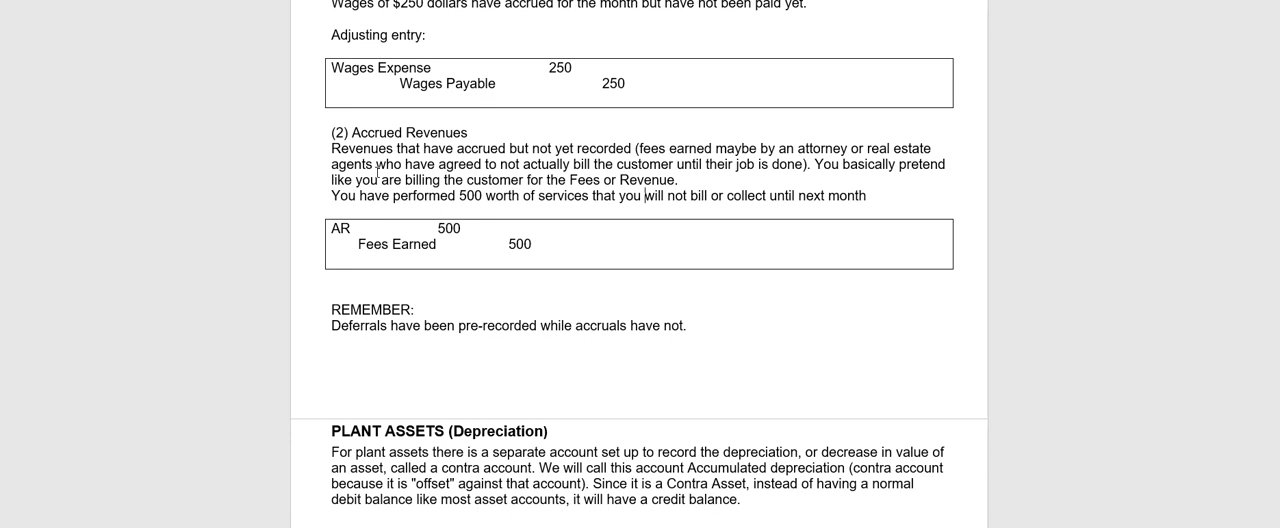 Wages of $250 dollars have accrued for the month but have not been paid yet.
Adjusting entry:
Wages Expense 250
Wages Payable 250
(2) Accrued Revenues
Revenues that have accrued but not yet recorded (fees earned maybe by an attorney or real estate
agents who have agreed to not actually bill the customer until their job is done). You basically pretend
like you are billing the customer for the Fees or Revenue.
You have performed 500 worth of services that you will not bill or collect until next month
AR 500
Fees Earned 500
REMEMBER:
Deferrals have been pre-recorded while accruals have not.
PLANT ASSETS (Depreciation)
For plant assets there is a separate account set up to record the depreciation, or decrease in value of
an asset, called a contra account. We will call this account Accumulated depreciation (contra account
because it is "offset" against that account). Since it is a Contra Asset, instead of having a normal
debit balance like most asset accounts, it will have a credit balance.